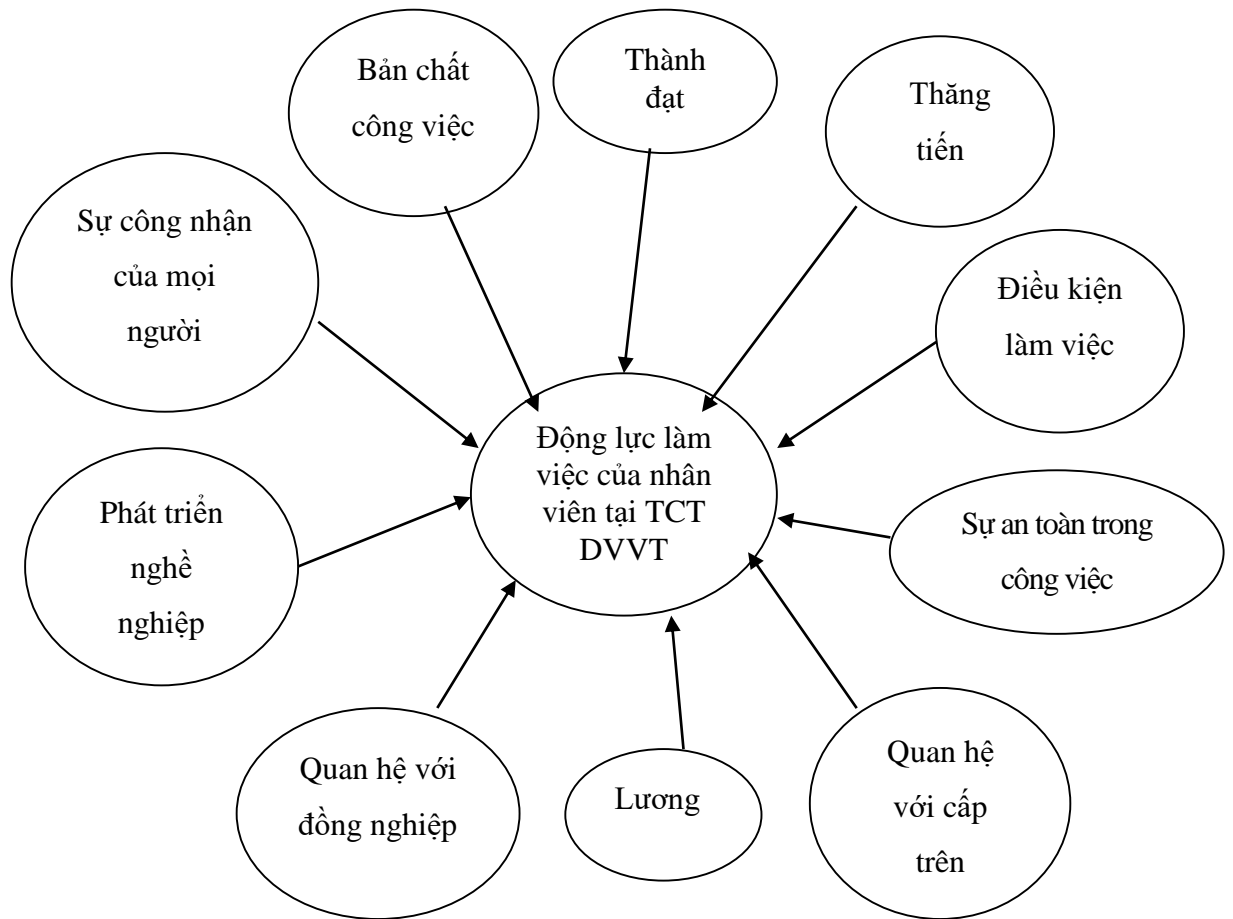 Bản chất
công việc
Thành
đạt
Thăng
tiến
Sự công nhận
của mọi
người
Điều kiện
làm việc
Động lực làm
việc của nhân
viên tại TCT
DVVT
Phát triển
nghề
nghiệp
Sự an toàn trong
công việc
Quan hệ với
đồng nghiệp
Lương
Quan hệ
với cấp
trên